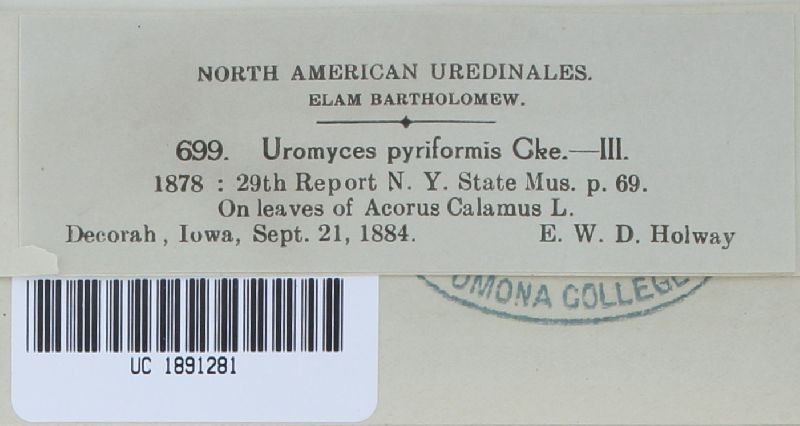 NORTH AMERICAN UREDINALES.
ELAM BARTHOLOMEW.
699. Uromyces pyriformis Cke.—III.
1878 : 29th Report N. Y. State Mus. p. 69.
On leaves of Acorus Calamus L.
Decorah, Iowa, Sept. 21, 1884. E. W. D. Holway
OMONA COLLEGE
UC 1891281